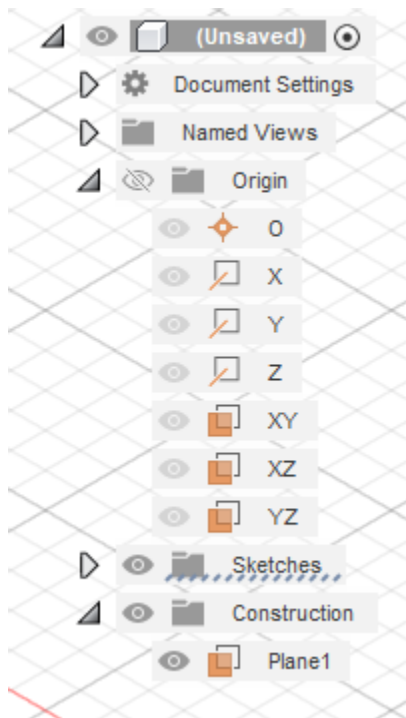 (Unsaved)
Document Settings
Named Views
Origin
O
X
Y
Z
XY
XZ
YZ
Sketches
Construction
Plane1